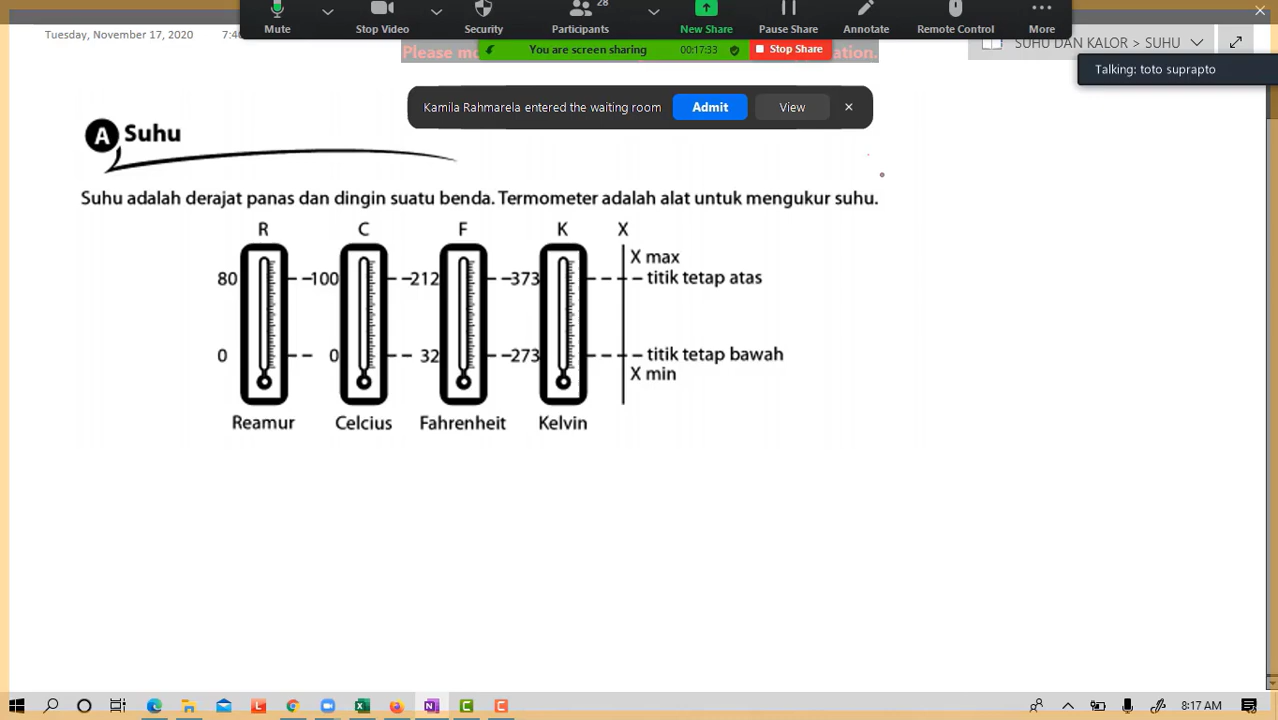 Mute
Stop Video
Security
28
Participants
New Share
Pause Share
Annotate
Remote Control
More
Tuesday, November 17, 2020
Please
You are screen sharing
00:17:33
Stop Share
SUHU DAN KALOR > SUHU
Talking: toto suprapto
Kamila Rahmarela entered the waiting room
Admit
View
A Suhu
Suhu adalah derajat panas dan dingin suatu benda. Termometer adalah alat untuk mengukur suhu.
R C F K X
X max
80 100 212 373 titik tetap atas
0 0 32 273 titik tetap bawah
X min
Reamur Celcius Fahrenheit Kelvin
8:17 AM